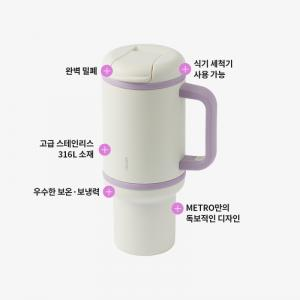 완벽 밀폐
식기 세척기
사용 가능
고급 스테인리스
316L 소재
우수한 보온·보냉력
METRO만의
독보적인 디자인